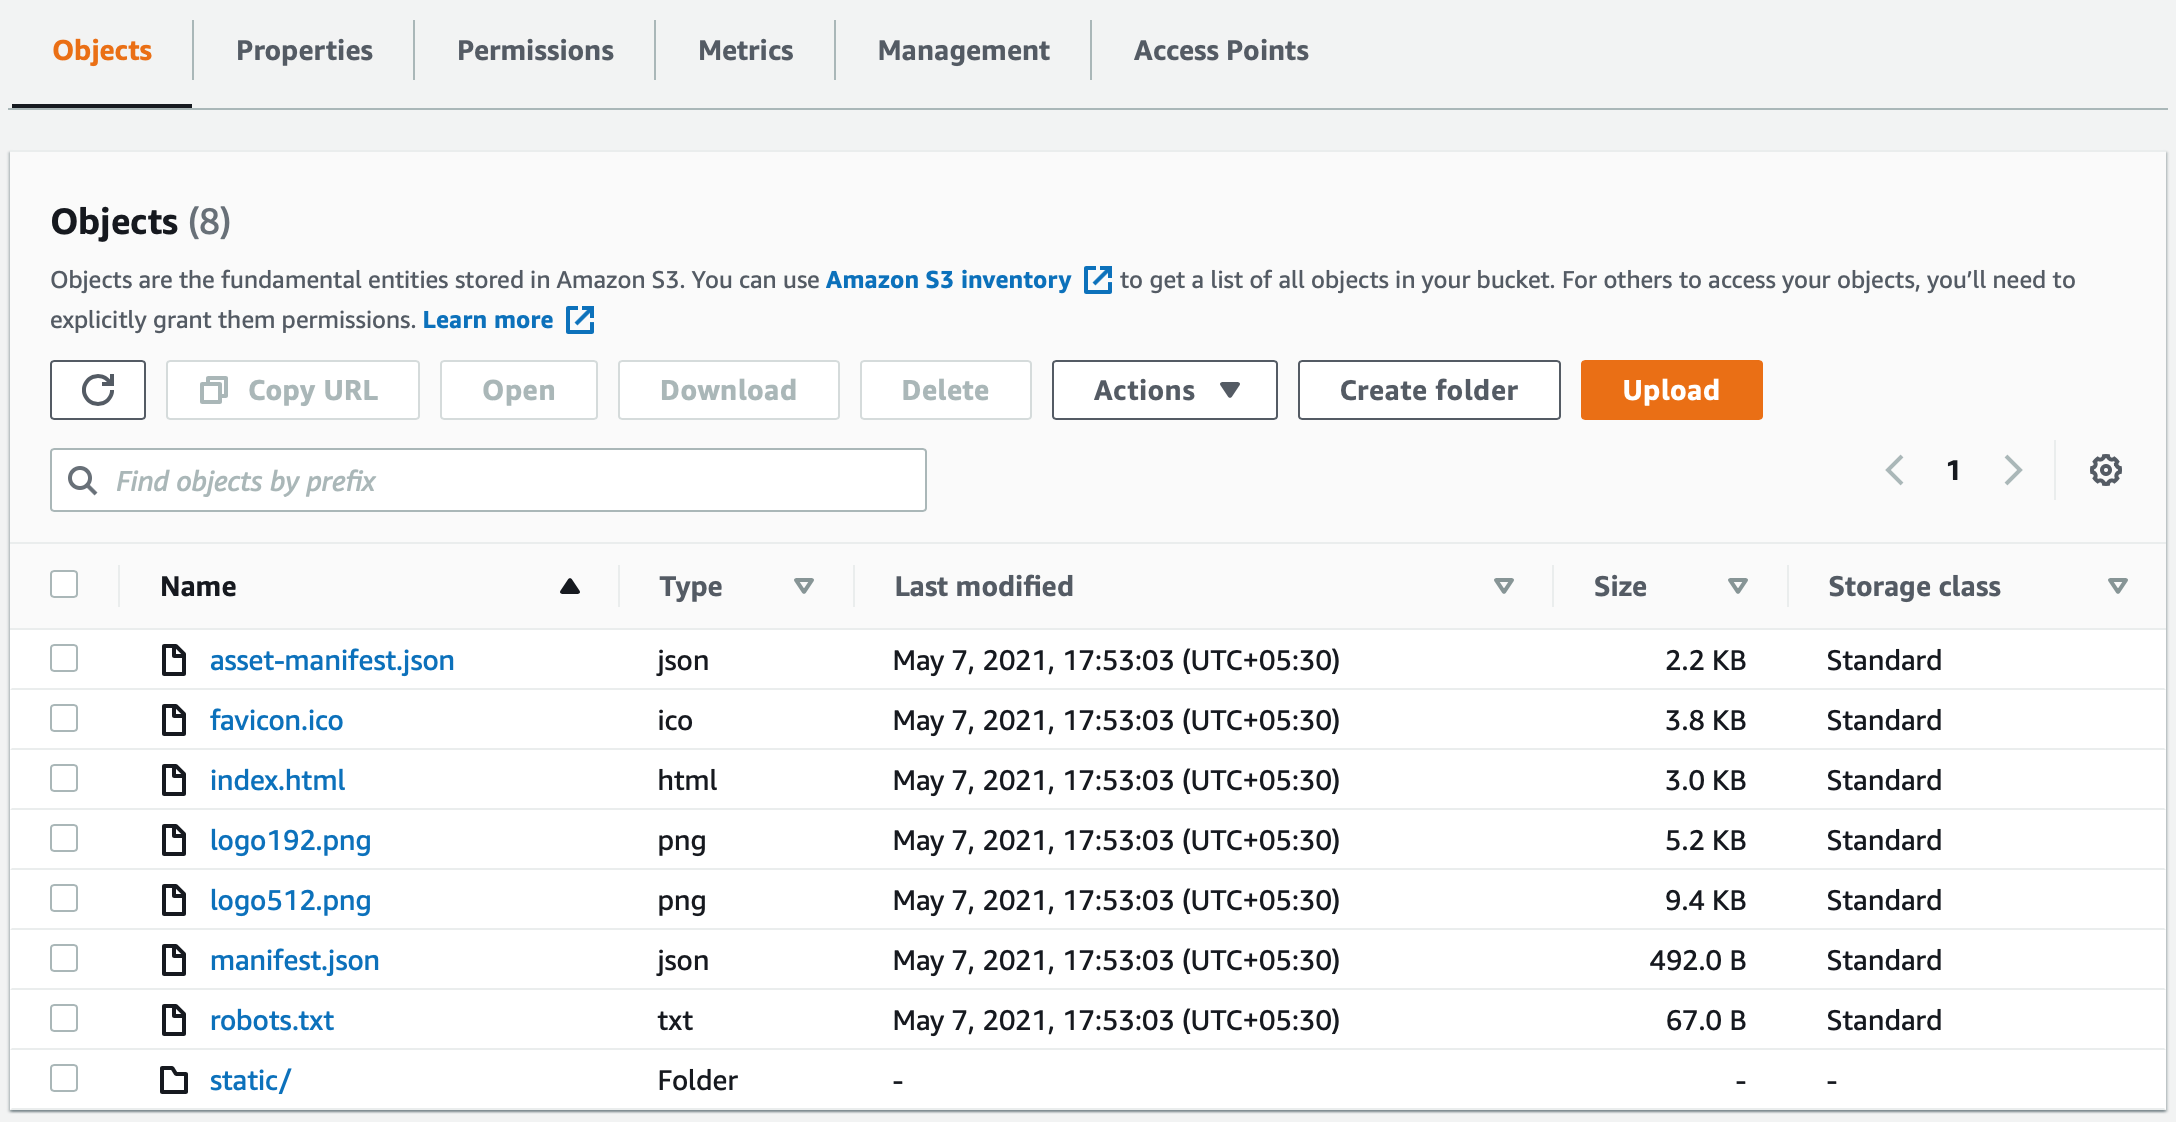 Objects Properties Permissions Metrics Management Access Points
Objects (8)
Objects are the fundamental entities stored in Amazon S3. You can use Amazon S3 inventory to get a list of all objects in your bucket. For others to access your objects, you’ll need to
explicitly grant them permissions. Learn more
Copy URL Open Download Delete Actions Create folder Upload
Find objects by prefix 1
Name Type Last modified Size Storage class
asset-manifest.json json May 7, 2021, 17:53:03 (UTC+05:30) 2.2 KB Standard
favicon.ico ico May 7, 2021, 17:53:03 (UTC+05:30) 3.8 KB Standard
index.html html May 7, 2021, 17:53:03 (UTC+05:30) 3.0 KB Standard
logo192.png png May 7, 2021, 17:53:03 (UTC+05:30) 5.2 KB Standard
logo512.png png May 7, 2021, 17:53:03 (UTC+05:30) 9.4 KB Standard
manifest.json json May 7, 2021, 17:53:03 (UTC+05:30) 492.0 B Standard
robots.txt txt May 7, 2021, 17:53:03 (UTC+05:30) 67.0 B Standard
static/ Folder - - -